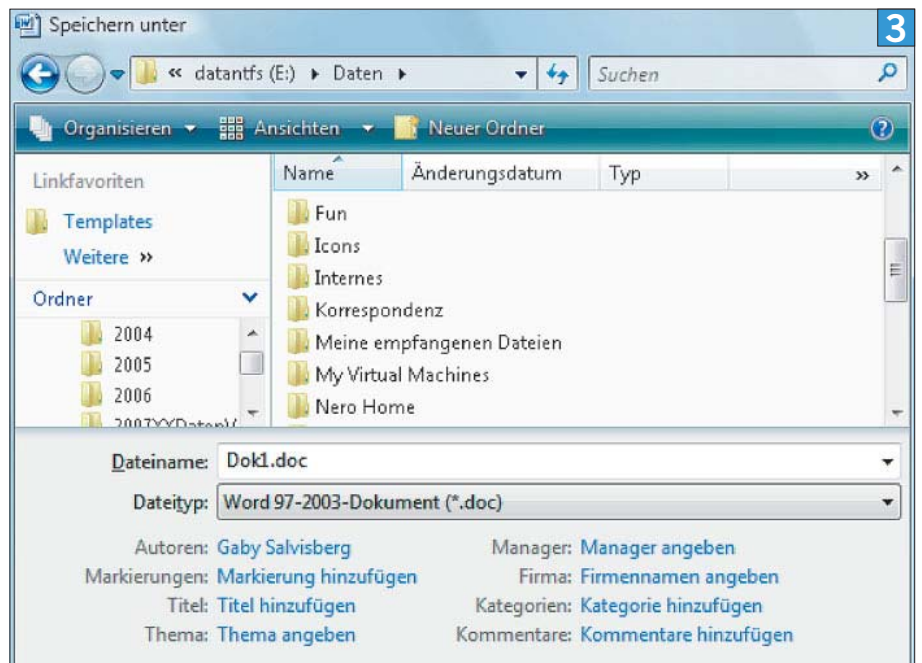 Speichern unter
3
« datantfs (E:) ▸ Daten ▸ Suchen
Organisieren Ansichten Neuer Ordner
Linkfavoriten
Templates
Weitere »
Ordner
2004
2005
2006
Name Änderungsdatum Typ »
Fun
Icons
Internes
Korrespondenz
Meine empfangenen Dateien
My Virtual Machines
Nero Home
Dateiname: Dok1.doc
Dateityp: Word 97-2003-Dokument (*.doc)
Autoren: Gaby Salvisberg Manager: Manager angeben
Markierungen: Markierung hinzufügen Firma: Firmennamen angeben
Titel: Titel hinzufügen Kategorien: Kategorie hinzufügen
Thema: Thema angeben Kommentare: Kommentare hinzufügen